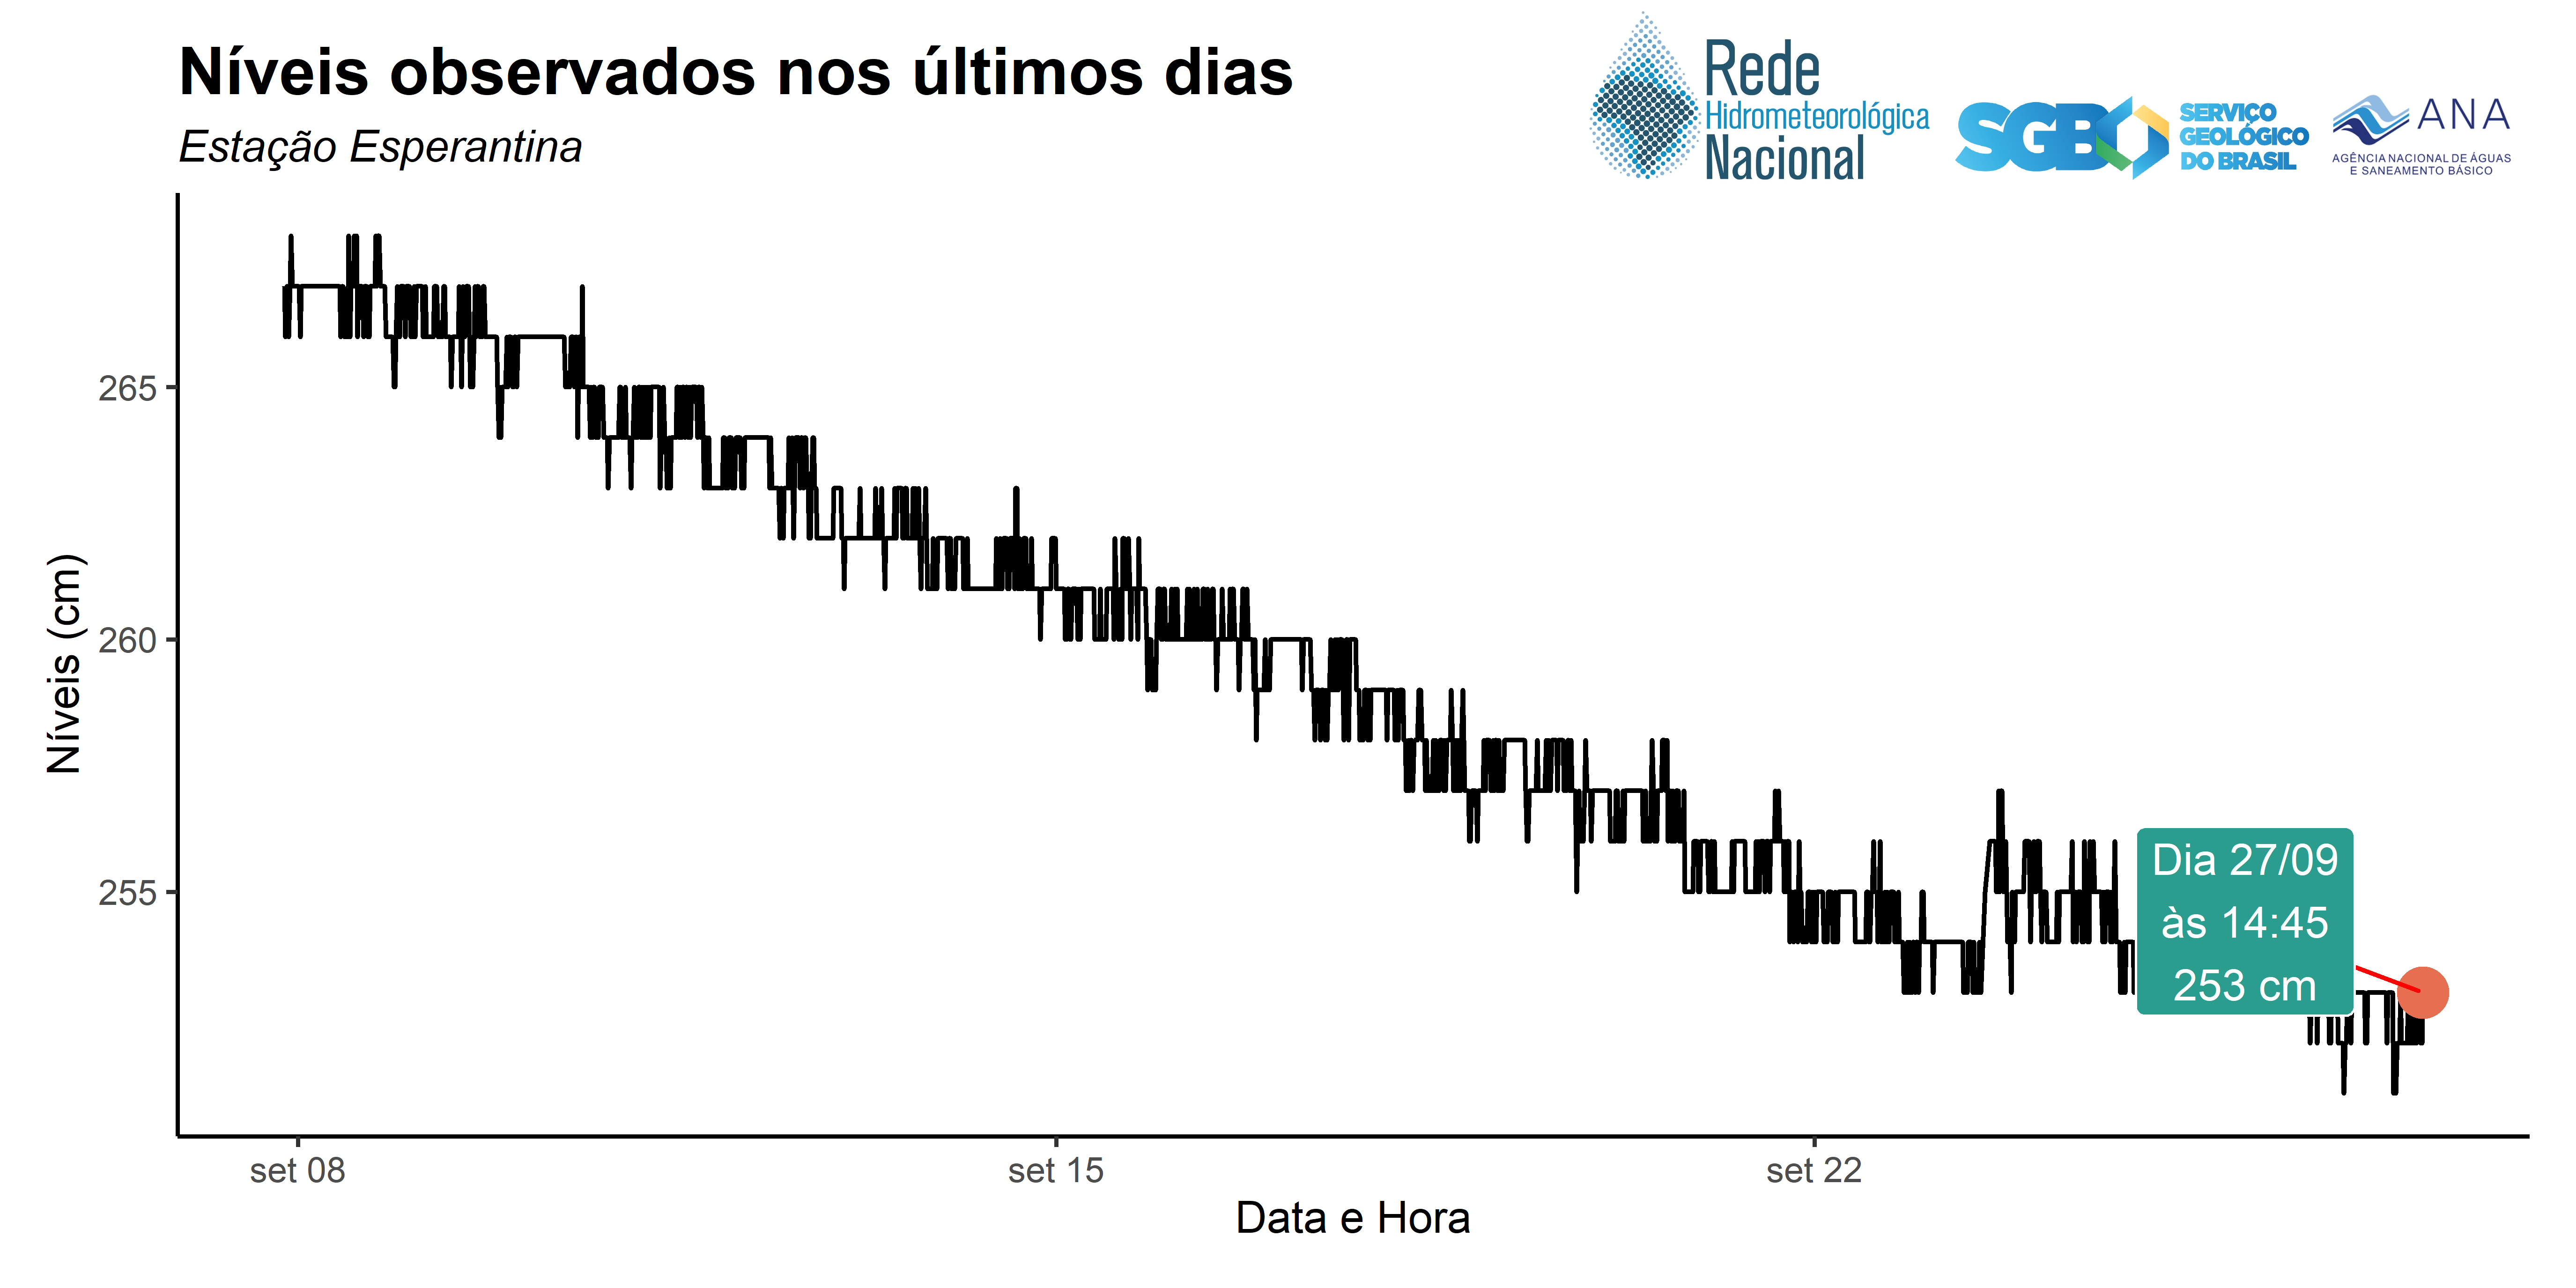 Níveis observados nos últimos dias
Estação Esperantina
Rede
Hidrometeorológica
Nacional
SGB
SERVIÇO
GEOLÓGICO
DO BRASIL
ANA
AGÊNCIA NACIONAL DE ÁGUAS
E SANEAMENTO BÁSICO
Níveis (cm)
265
260
255
Dia 27/09
às 14:45
253 cm
set 08
set 15
set 22
Data e Hora